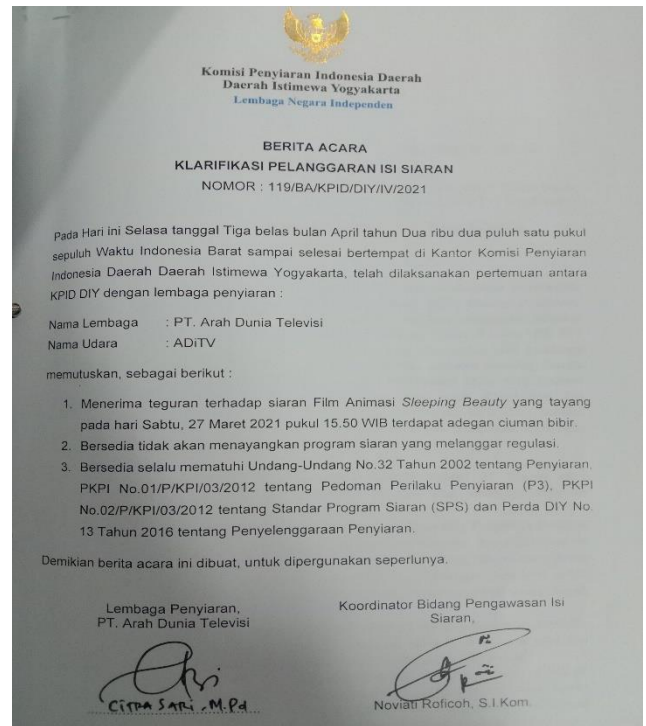 Komisi Penyiaran Indonesia Daerah
Daerah Istimewa Yogyakarta
Lembaga Negara Independen
BERITA ACARA
KLARIFIKASI PELANGGARAN ISI SIARAN
NOMOR : 119/BA/KPID/DIY/IV/2021
Pada Hari ini Selasa tanggal Tiga belas bulan April tahun Dua ribu dua puluh satu pukul
sepuluh Waktu Indonesia Barat sampai selesai bertempat di Kantor Komisi Penyiaran
Indonesia Daerah Daerah Istimewa Yogyakarta, telah dilaksanakan pertemuan antara
KPID DIY dengan lembaga penyiaran :
Nama Lembaga : PT. Arah Dunia Televisi
Nama Udara : ADiTV
memutuskan, sebagai berikut :
1. Menerima teguran terhadap siaran Film Animasi Sleeping Beauty yang tayang
pada hari Sabtu, 27 Maret 2021 pukul 15.50 WIB terdapat adegan ciuman bibir.
2. Bersedia tidak akan menayangkan program siaran yang melanggar regulasi.
3. Bersedia selalu mematuhi Undang-Undang No.32 Tahun 2002 tentang Penyiaran,
PKPI No.01/P/KPI/03/2012 tentang Pedoman Perilaku Penyiaran (P3), PKPI
No.02/P/KPI/03/2012 tentang Standar Program Siaran (SPS) dan Perda DIY No.
13 Tahun 2016 tentang Penyelenggaraan Penyiaran.
Demikian berita acara ini dibuat, untuk dipergunakan seperlunya.
Lembaga Penyiaran,
PT. Arah Dunia Televisi
CITRA SARI, M.Pd
Koordinator Bidang Pengawasan Isi
Siaran,
Noviati Roficoh, S.I.Kom.